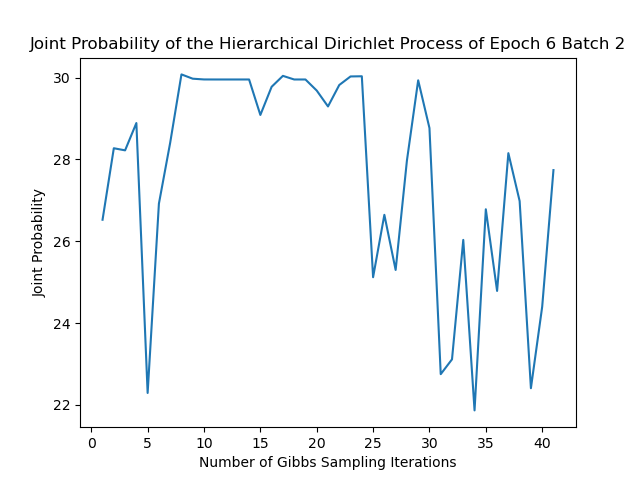 Joint Probability of the Hierarchical Dirichlet Process of Epoch 6 Batch 2
30
28
26
24
22
Joint Probability
0 5 10 15 20 25 30 35 40
Number of Gibbs Sampling Iterations